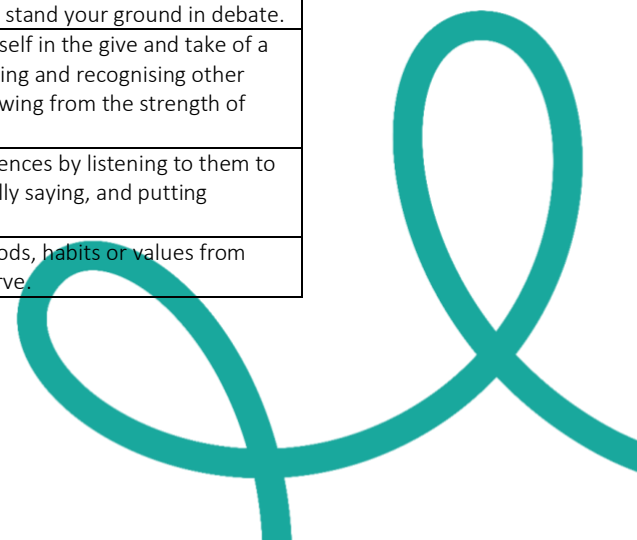 stand your ground in debate.
self in the give and take of a
ing and recognising other
wing from the strength of
ences by listening to them to
lly saying, and putting
ods, habits or values from
rve.